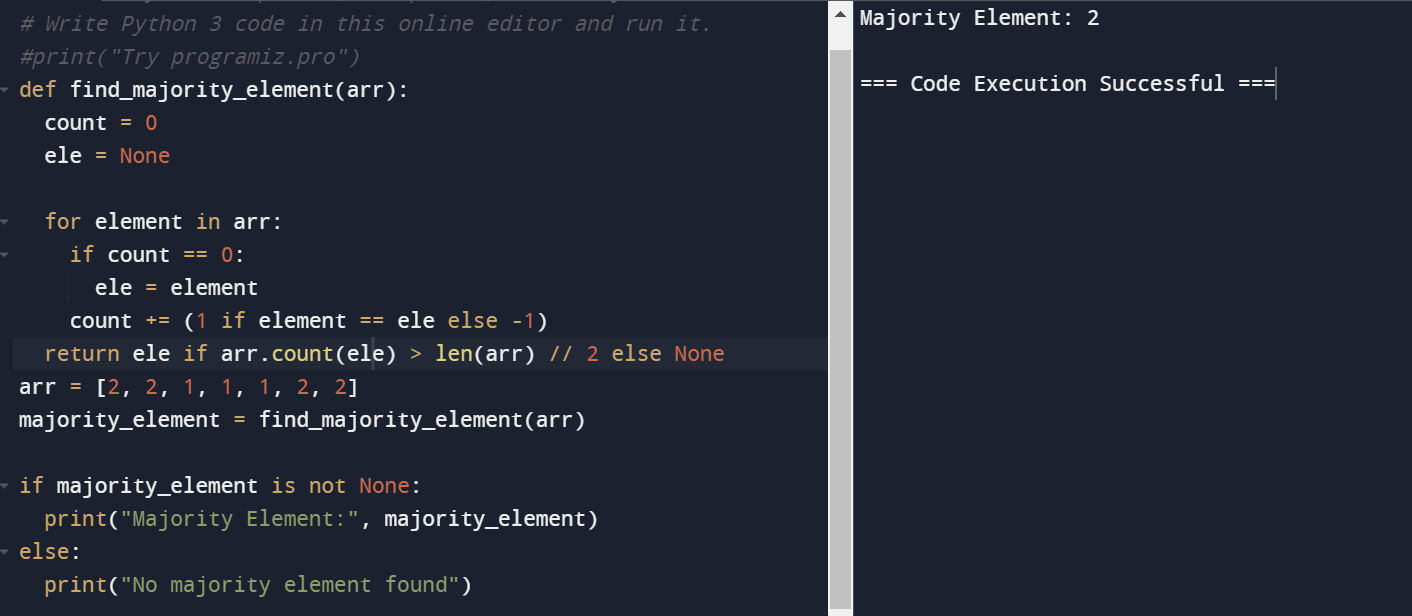 # Write Python 3 code in this online editor and run it.
#print("Try programiz.pro")
def find_majority_element(arr):
  count = 0
  ele = None

  for element in arr:
    if count == 0:
      ele = element
    count += (1 if element == ele else -1)
  return ele if arr.count(ele) > len(arr) // 2 else None
arr = [2, 2, 1, 1, 1, 2, 2]
majority_element = find_majority_element(arr)

if majority_element is not None:
  print("Majority Element:", majority_element)
else:
  print("No majority element found")
Majority Element: 2

=== Code Execution Successful ===